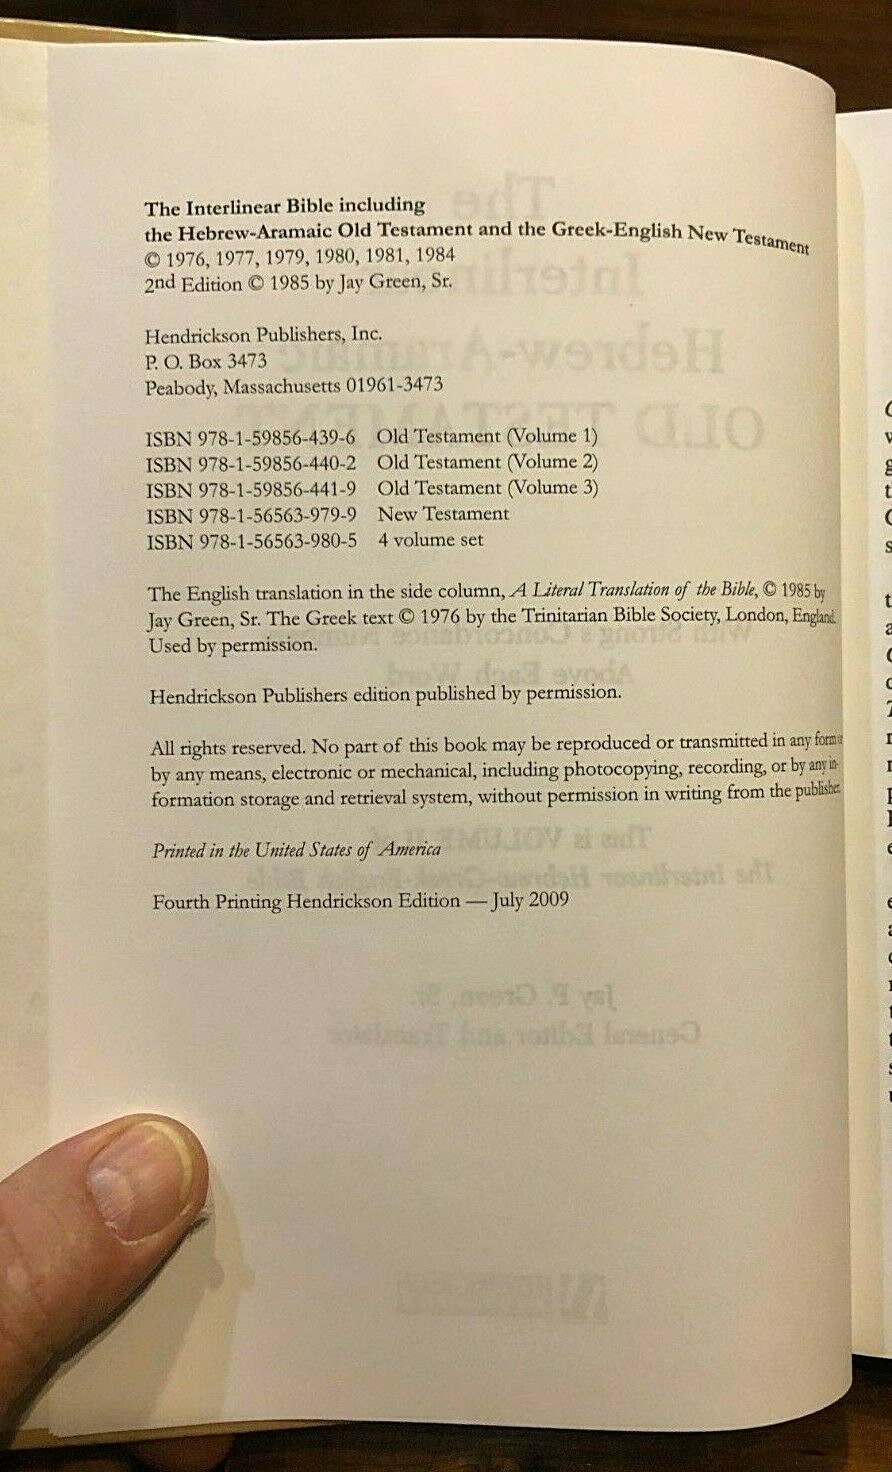 The Interlinear Bible including
the Hebrew-Aramaic Old Testament and the Greek-English New Testament
© 1976, 1977, 1979, 1980, 1981, 1984
2nd Edition © 1985 by Jay Green, Sr.
Hendrickson Publishers, Inc.
P. O. Box 3473
Peabody, Massachusetts 01961-3473
ISBN 978-1-59856-439-6 Old Testament (Volume 1)
ISBN 978-1-59856-440-2 Old Testament (Volume 2)
ISBN 978-1-59856-441-9 Old Testament (Volume 3)
ISBN 978-1-56563-979-9 New Testament
ISBN 978-1-56563-980-5 4 volume set
The English translation in the side column, A Literal Translation of the Bible, © 1985 by
Jay Green, Sr. The Greek text © 1976 by the Trinitarian Bible Society, London, England.
Used by permission.
Hendrickson Publishers edition published by permission.
All rights reserved. No part of this book may be reproduced or transmitted in any form or
by any means, electronic or mechanical, including photocopying, recording, or by any in-
formation storage and retrieval system, without permission in writing from the publisher.
Printed in the United States of America
Fourth Printing Hendrickson Edition — July 2009